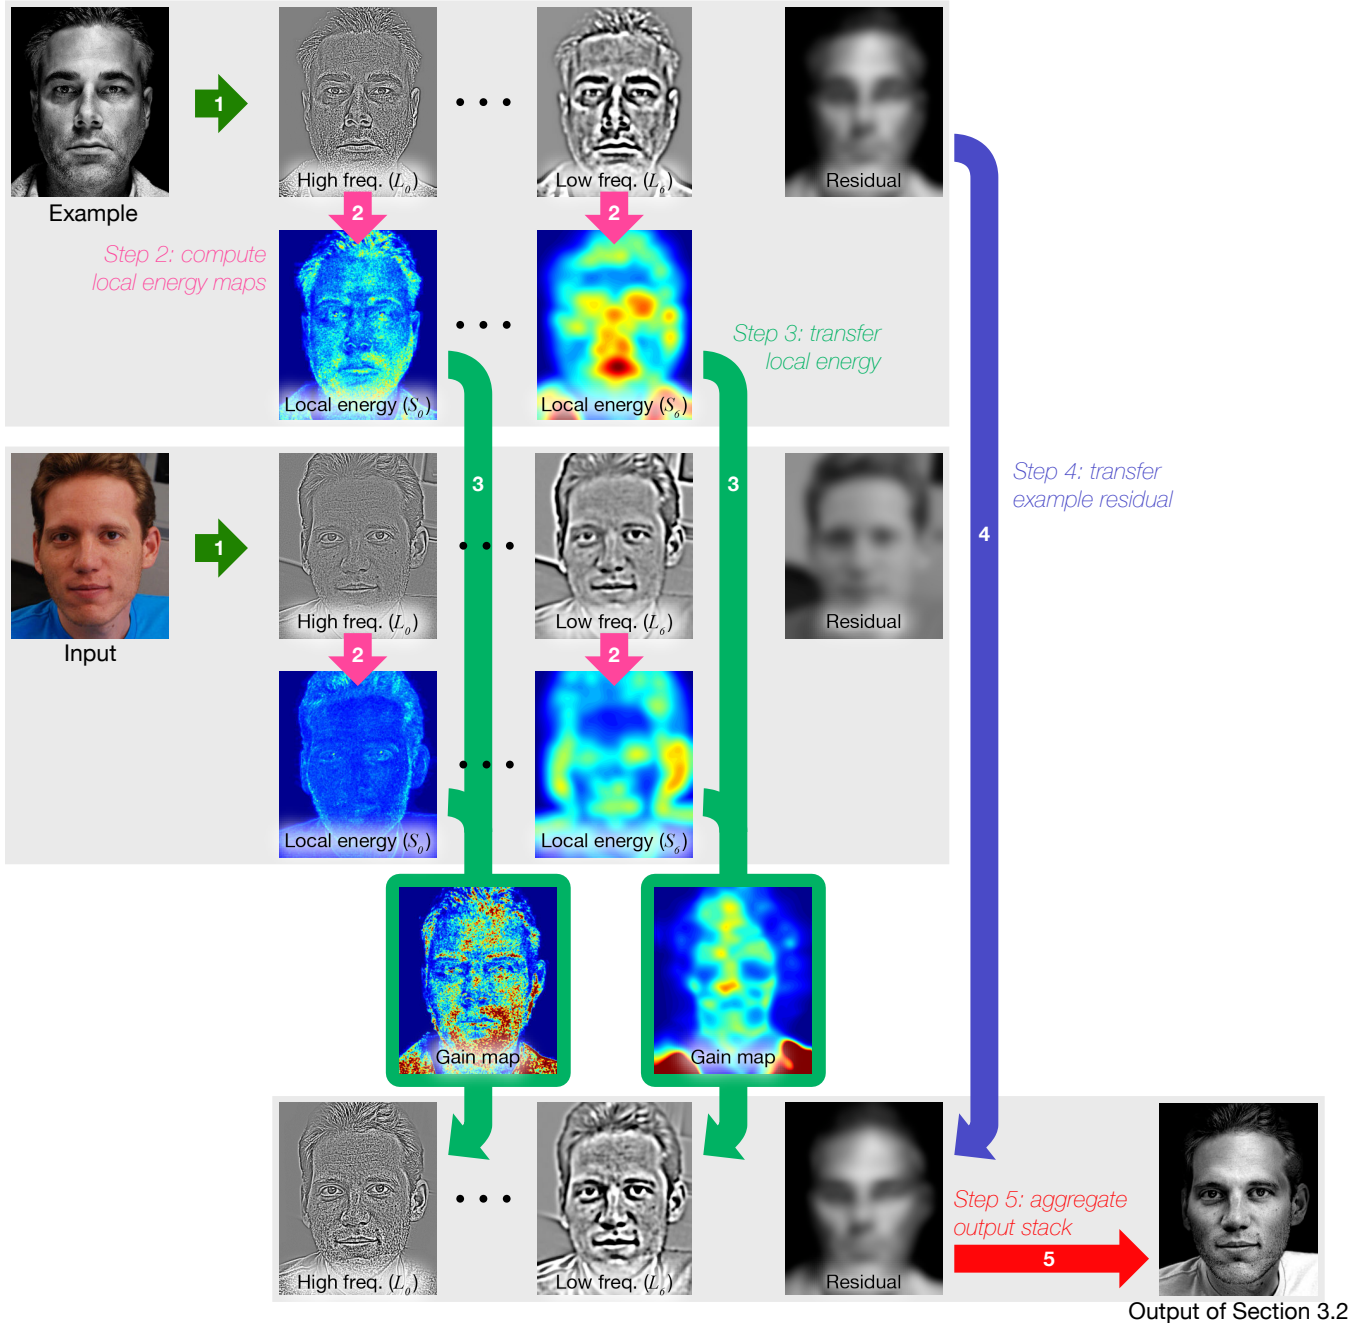 1
High freq. (L0)
Low freq. (L6)
Residual
Example
2
2
Step 2: compute
local energy maps
Step 3: transfer
local energy
Local energy (S0)
Local energy (S6)
3
3
Step 4: transfer
example residual
4
1
High freq. (L0)
Low freq. (L6)
Residual
Input
2
2
Local energy (S0)
Local energy (S6)
Gain map
Gain map
Step 5: aggregate
output stack
5
High freq. (L0)
Low freq. (L6)
Residual
Output of Section 3.2